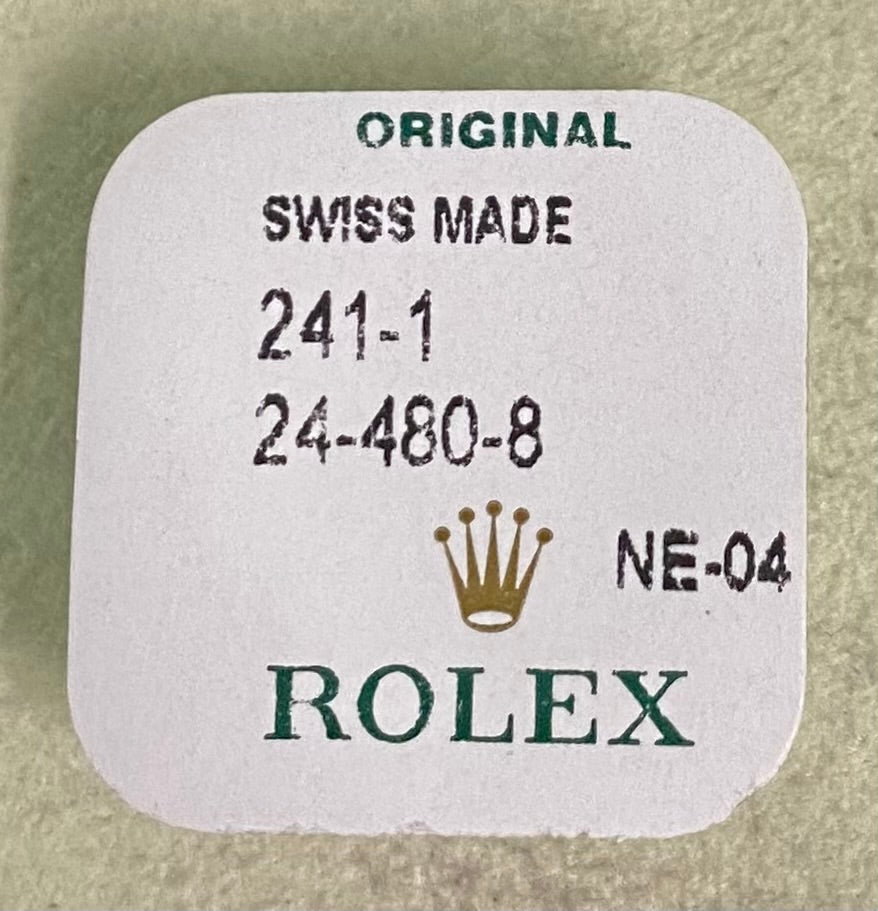 ORIGINAL
SWISS MADE
241-1
24-480-8
NE-04
ROLEX